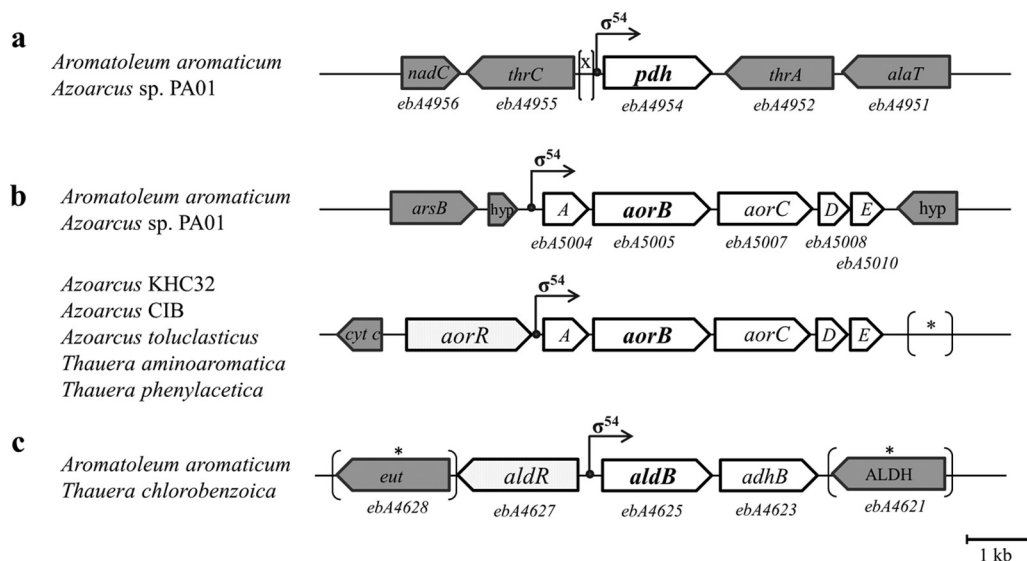 a
σ54
Aromatoleum aromaticum
Azoarcus sp. PA01
nadC thrC x pdh thrA alaT
ebA4956 ebA4955 ebA4954 ebA4952 ebA4951
b
σ54
Aromatoleum aromaticum
Azoarcus sp. PA01
arsB hyp A aorB aorC D E hyp
ebA5004 ebA5005 ebA5007 ebA5008
ebA5010
Azoarcus KHC32
Azoarcus CIB
Azoarcus toluclasticus
Thauera aminoaromatica
Thauera phenylacetica
σ54
cyt c aorR A aorB aorC D E *
c
σ54
Aromatoleum aromaticum
Thauera chlorobenzoica
* *
eut aldR aldB adhB ALDH
ebA4628 ebA4627 ebA4625 ebA4623 ebA4621
1 kb